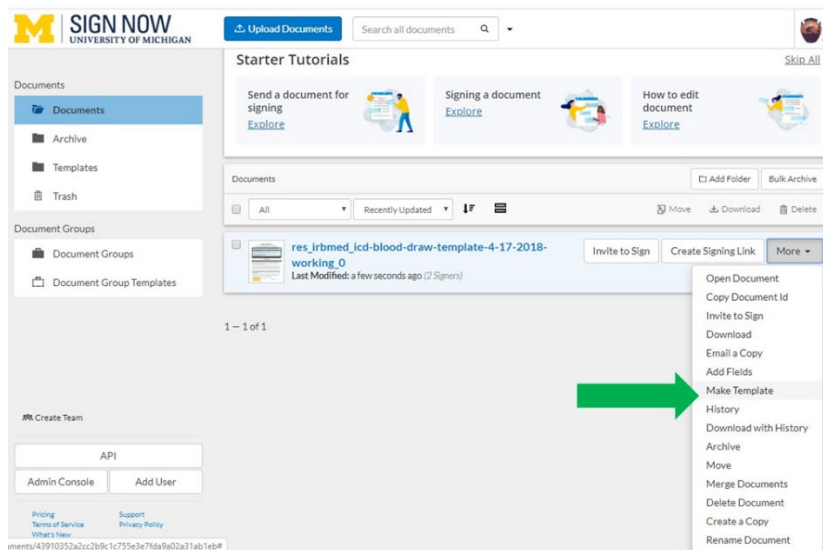 M SIGN NOW
UNIVERSITY OF MICHIGAN
Upload Documents
Search all documents
Starter Tutorials
Skip All
Send a document for
signing
Explore
Signing a document
Explore
How to edit
document
Explore
Documents
Documents
Archive
Templates
Trash
Document Groups
Document Groups
Document Group Templates
Documents
Add Folder
Bulk Archive
All
Recently Updated
Move
Download
Delete
res_irbmed_icd-blood-draw-template-4-17-2018-
working_0
Last Modified: a few seconds ago (2 Signers)
Invite to Sign
Create Signing Link
More
Open Document
Copy Document Id
Invite to Sign
Download
Email a Copy
Add Fields
Make Template
History
Download with History
Archive
Move
Merge Documents
Delete Document
Create a Copy
Rename Document
1 — 1 of 1
Create Team
API
Admin Console
Add User
Pricing
Support
Terms of Service
Privacy Policy
What's New
uments/43910352a2cc2b9c1c755e3e7fda9a02a31ab1eb#